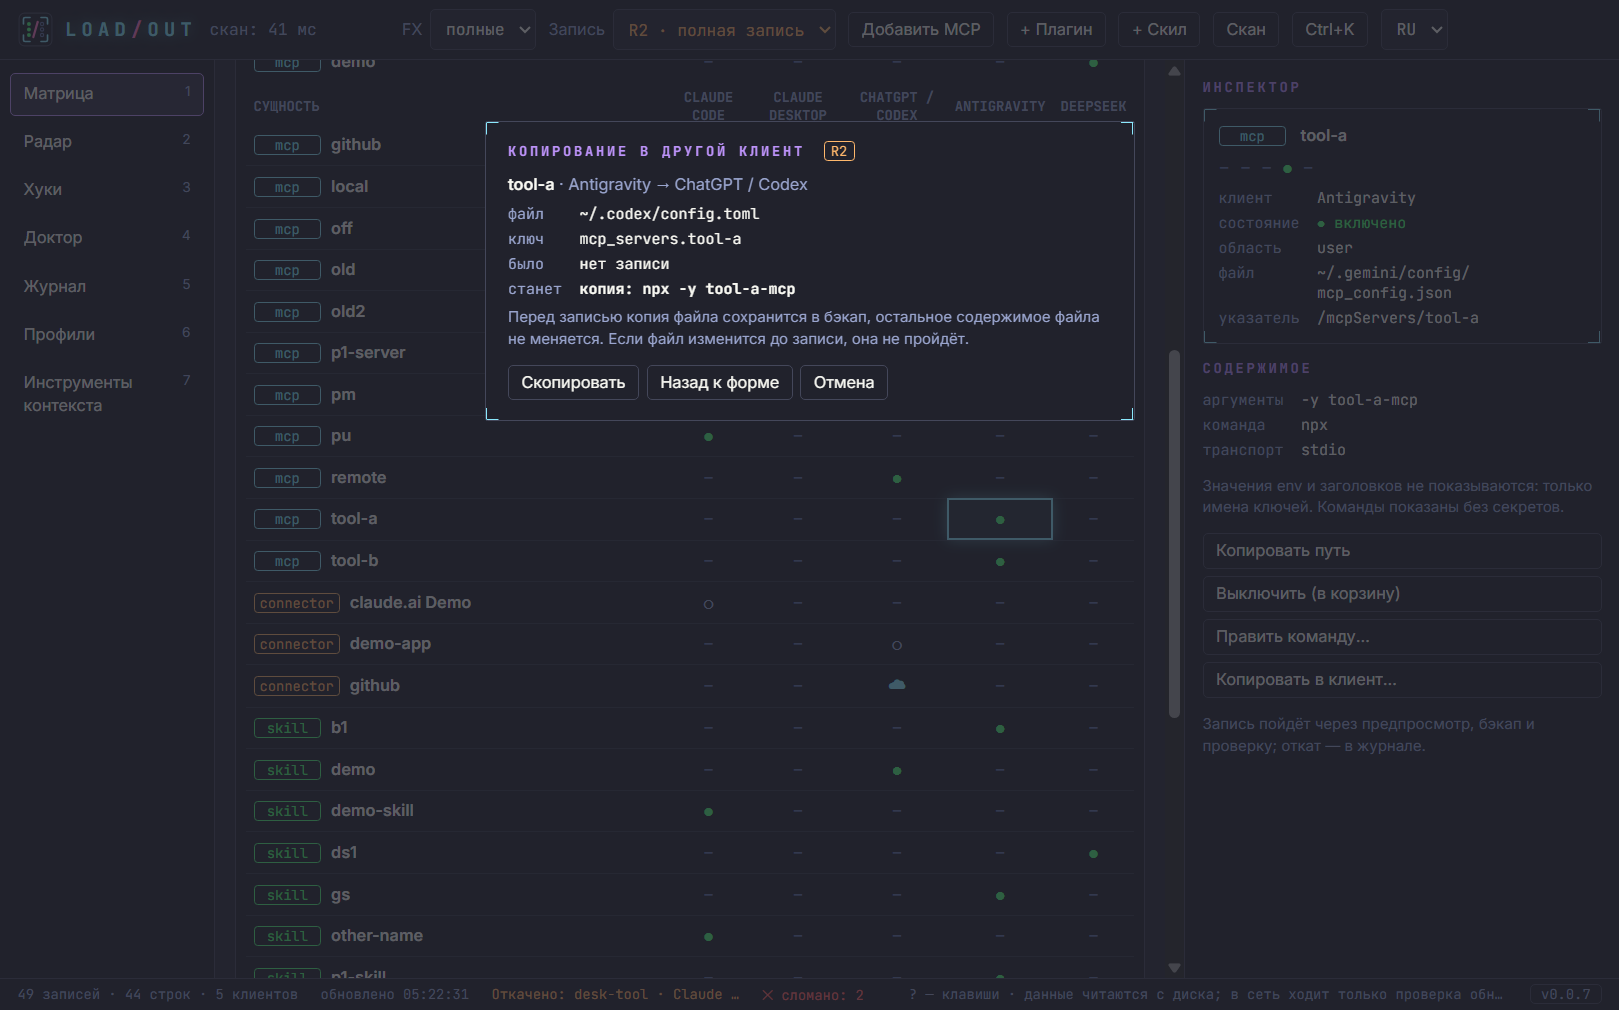 LOAD/OUT скан: 41 мс FX полные Запись R2 · полная запись Добавить MCP + Плагин + Скил Скан Ctrl+K RU
Матрица 1
Радар 2
Хуки 3
Доктор 4
Журнал 5
Профили 6
Инструменты контекста 7
mcp demo — — — — ●
СУЩНОСТЬ CLAUDE CODE CLAUDE DESKTOP CHATGPT / CODEX ANTIGRAVITY DEEPSEEK
mcp github
mcp local
mcp off
mcp old
mcp old2
mcp p1-server
mcp pm
mcp pu ● — — — —
mcp remote — — ● — —
mcp tool-a — — — ● —
mcp tool-b — — — ● —
connector claude.ai Demo ○ — — — —
connector demo-app — — ○ — —
connector github — — ☁ — —
skill b1 — — — ● —
skill demo — — ● — —
skill demo-skill ● — — — —
skill ds1 — — — — ●
skill gs — — — ● —
skill other-name ● — — — —
skill p1-skill
КОПИРОВАНИЕ В ДРУГОЙ КЛИЕНТ R2
tool-a · Antigravity → ChatGPT / Codex
файл ~/.codex/config.toml
ключ mcp_servers.tool-a
было нет записи
станет копия: npx -y tool-a-mcp
Перед записью копия файла сохранится в бэкап, остальное содержимое файла
не меняется. Если файл изменится до записи, она не пройдёт.
Скопировать Назад к форме Отмена
ИНСПЕКТОР
mcp tool-a
— — — ● —
клиент Antigravity
состояние ● включено
область user
файл ~/.gemini/config/
mcp_config.json
указатель /mcpServers/tool-a
СОДЕРЖИМОЕ
аргументы -y tool-a-mcp
команда npx
транспорт stdio
Значения env и заголовков не показываются: только
имена ключей. Команды показаны без секретов.
Копировать путь
Выключить (в корзину)
Править команду...
Копировать в клиент...
Запись пойдёт через предпросмотр, бэкап и
проверку; откат — в журнале.
49 записей · 44 строк · 5 клиентов обновлено 05:22:31 Откачено: desk-tool · Claude … ✕ сломано: 2 ? — клавиши · данные читаются с диска; в сеть ходит только проверка обн… v0.0.7